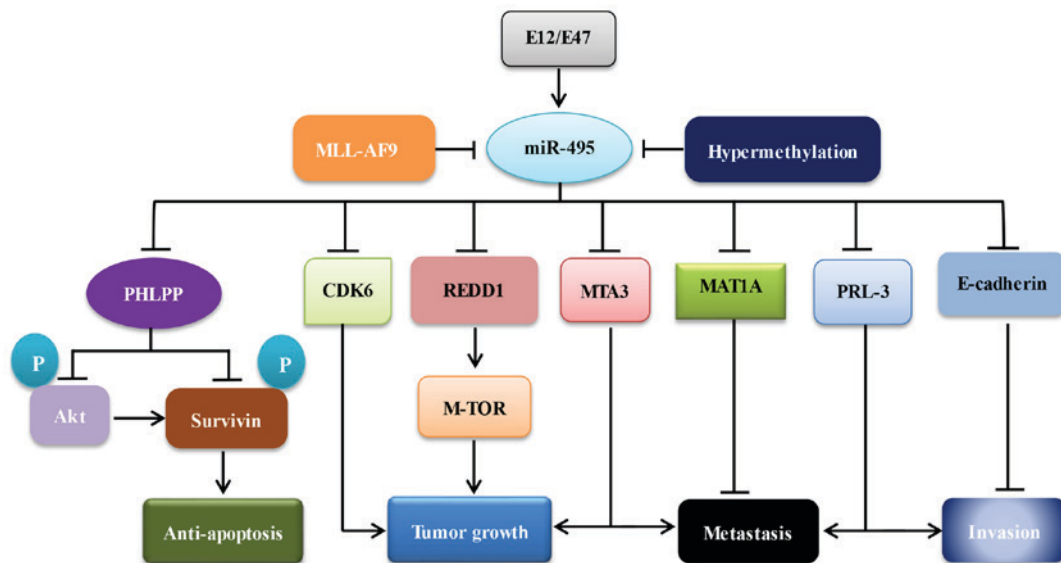 E12/E47
MLL-AF9
miR-495
Hypermethylation
PHLPP
CDK6
REDD1
MTA3
MAT1A
PRL-3
E-cadherin
P
P
Akt
Survivin
M-TOR
Anti-apoptosis
Tumor growth
Metastasis
Invasion